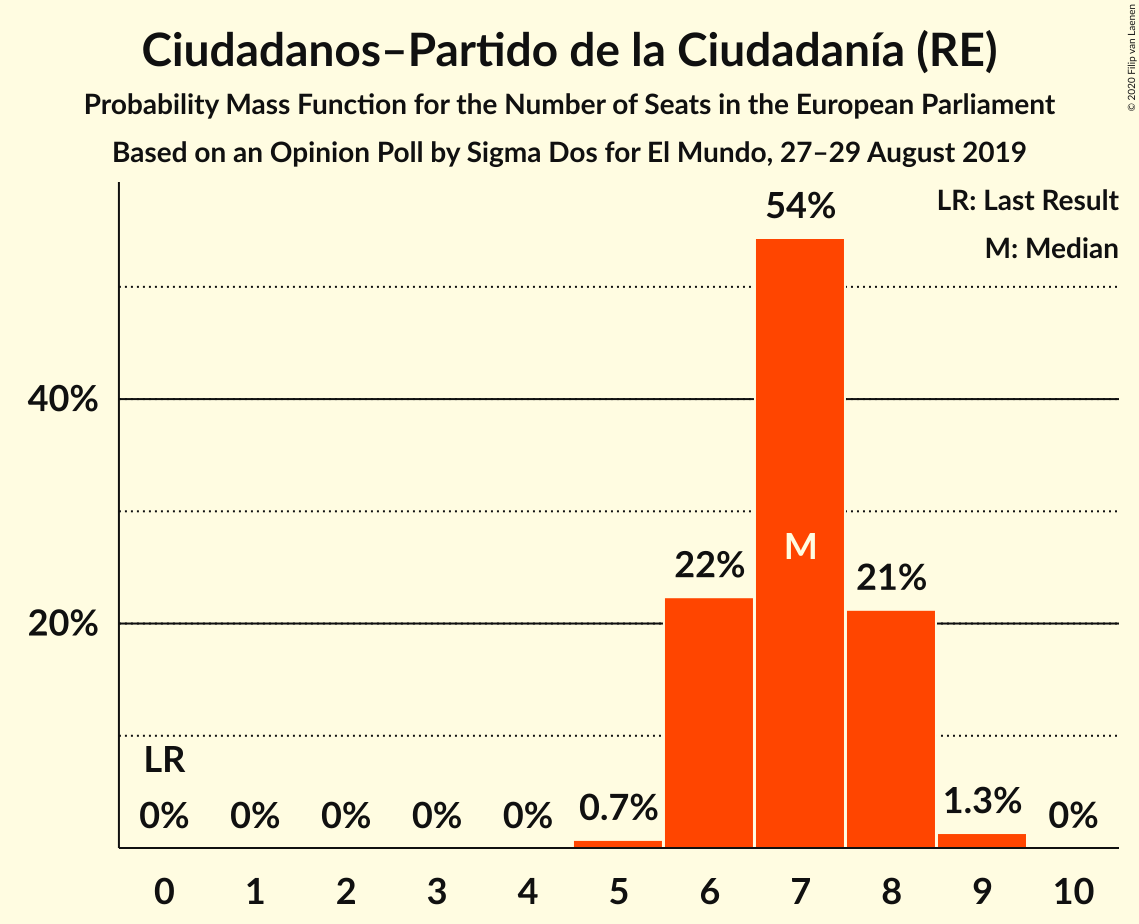 Ciudadanos–Partido de la Ciudadanía (RE)
Probability Mass Function for the Number of Seats in the European Parliament
Based on an Opinion Poll by Sigma Dos for El Mundo, 27–29 August 2019
© 2020 Filip van Laenen
LR: Last Result
M: Median
54%
40%
M
22%
21%
20%
LR
0%
0%
0%
0%
0%
0.7%
1.3%
0%
0 1 2 3 4 5 6 7 8 9 10